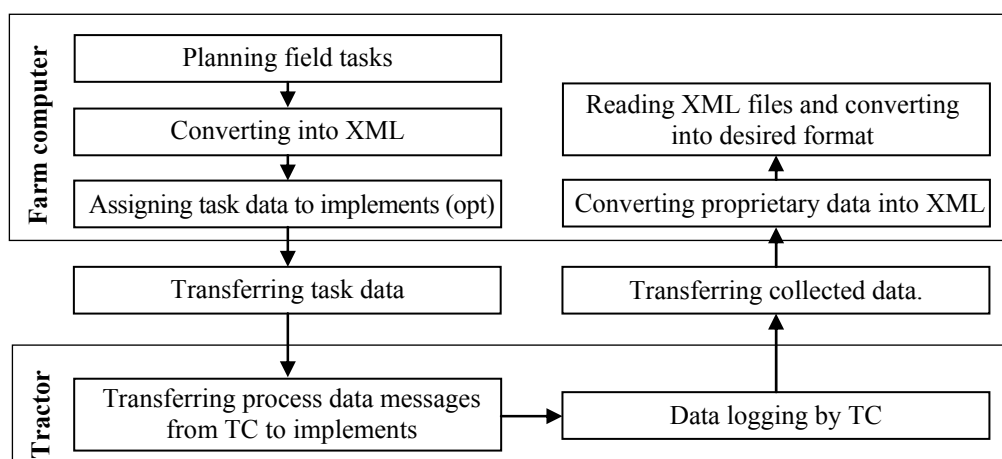 Farm computer
Planning field tasks
Converting into XML
Assigning task data to implements (opt)
Transferring task data
Tractor
Transferring process data messages
from TC to implements
Data logging by TC
Transferring collected data.
Converting proprietary data into XML
Reading XML files and converting
into desired format